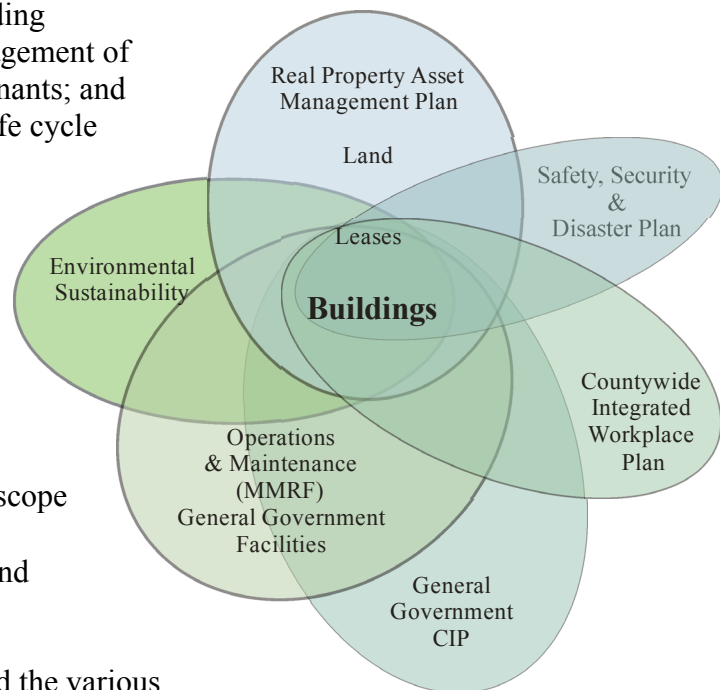 agement of
nants; and
fe cycle
scope
nd
the various
Real Property Asset
Management Plan
Land
Safety, Security
&
Disaster Plan
Leases
Environmental
Sustainability
Buildings
Countywide
Integrated
Workplace
Plan
Operations
& Maintenance
(MMRF)
General Government
Facilities
General
Government
CIP